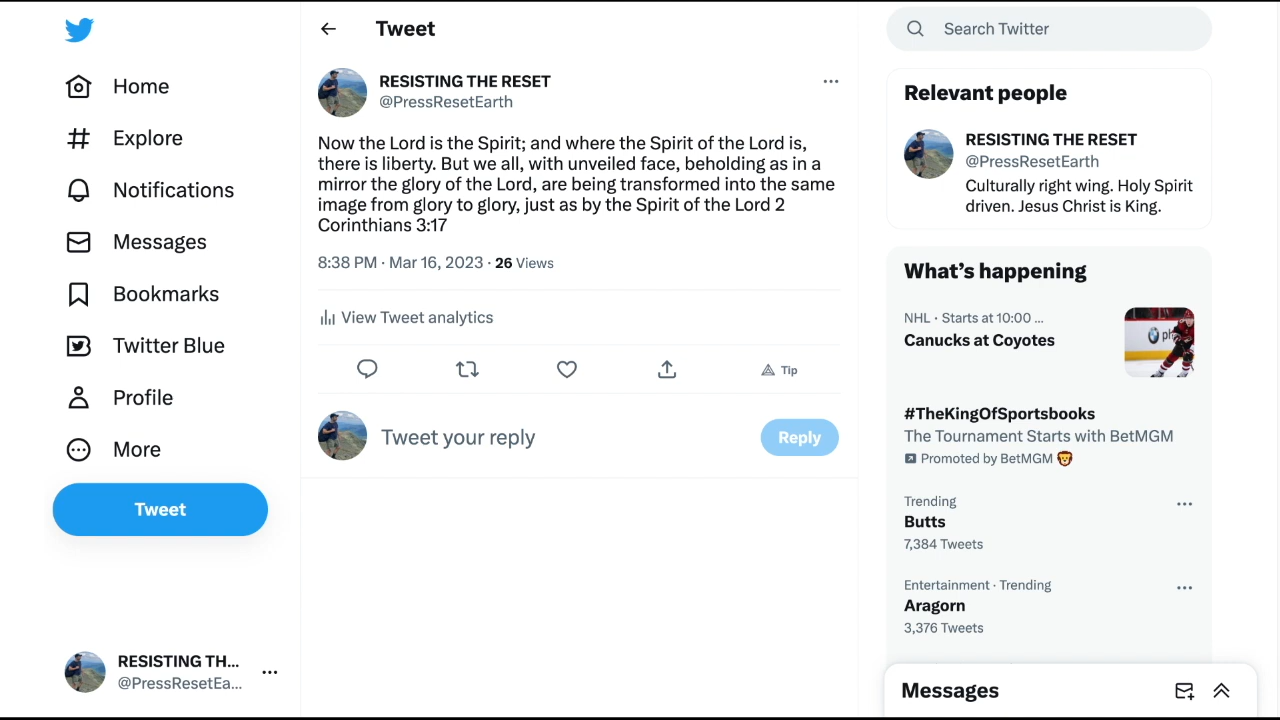 Home
Explore
Notifications
Messages
Bookmarks
Twitter Blue
Profile
More
Tweet
RESISTING TH...
@PressResetEa...
Tweet
RESISTING THE RESET
@PressResetEarth
Now the Lord is the Spirit; and where the Spirit of the Lord is,
there is liberty. But we all, with unveiled face, beholding as in a
mirror the glory of the Lord, are being transformed into the same
image from glory to glory, just as by the Spirit of the Lord 2
Corinthians 3:17
8:38 PM · Mar 16, 2023 · 26 Views
View Tweet analytics
Tip
Tweet your reply
Reply
Search Twitter
Relevant people
RESISTING THE RESET
@PressResetEarth
Culturally right wing. Holy Spirit
driven. Jesus Christ is King.
What's happening
NHL · Starts at 10:00 ...
Canucks at Coyotes
#TheKingOfSportsbooks
The Tournament Starts with BetMGM
Promoted by BetMGM
Trending
Butts
7,384 Tweets
Entertainment · Trending
Aragorn
3,376 Tweets
Messages